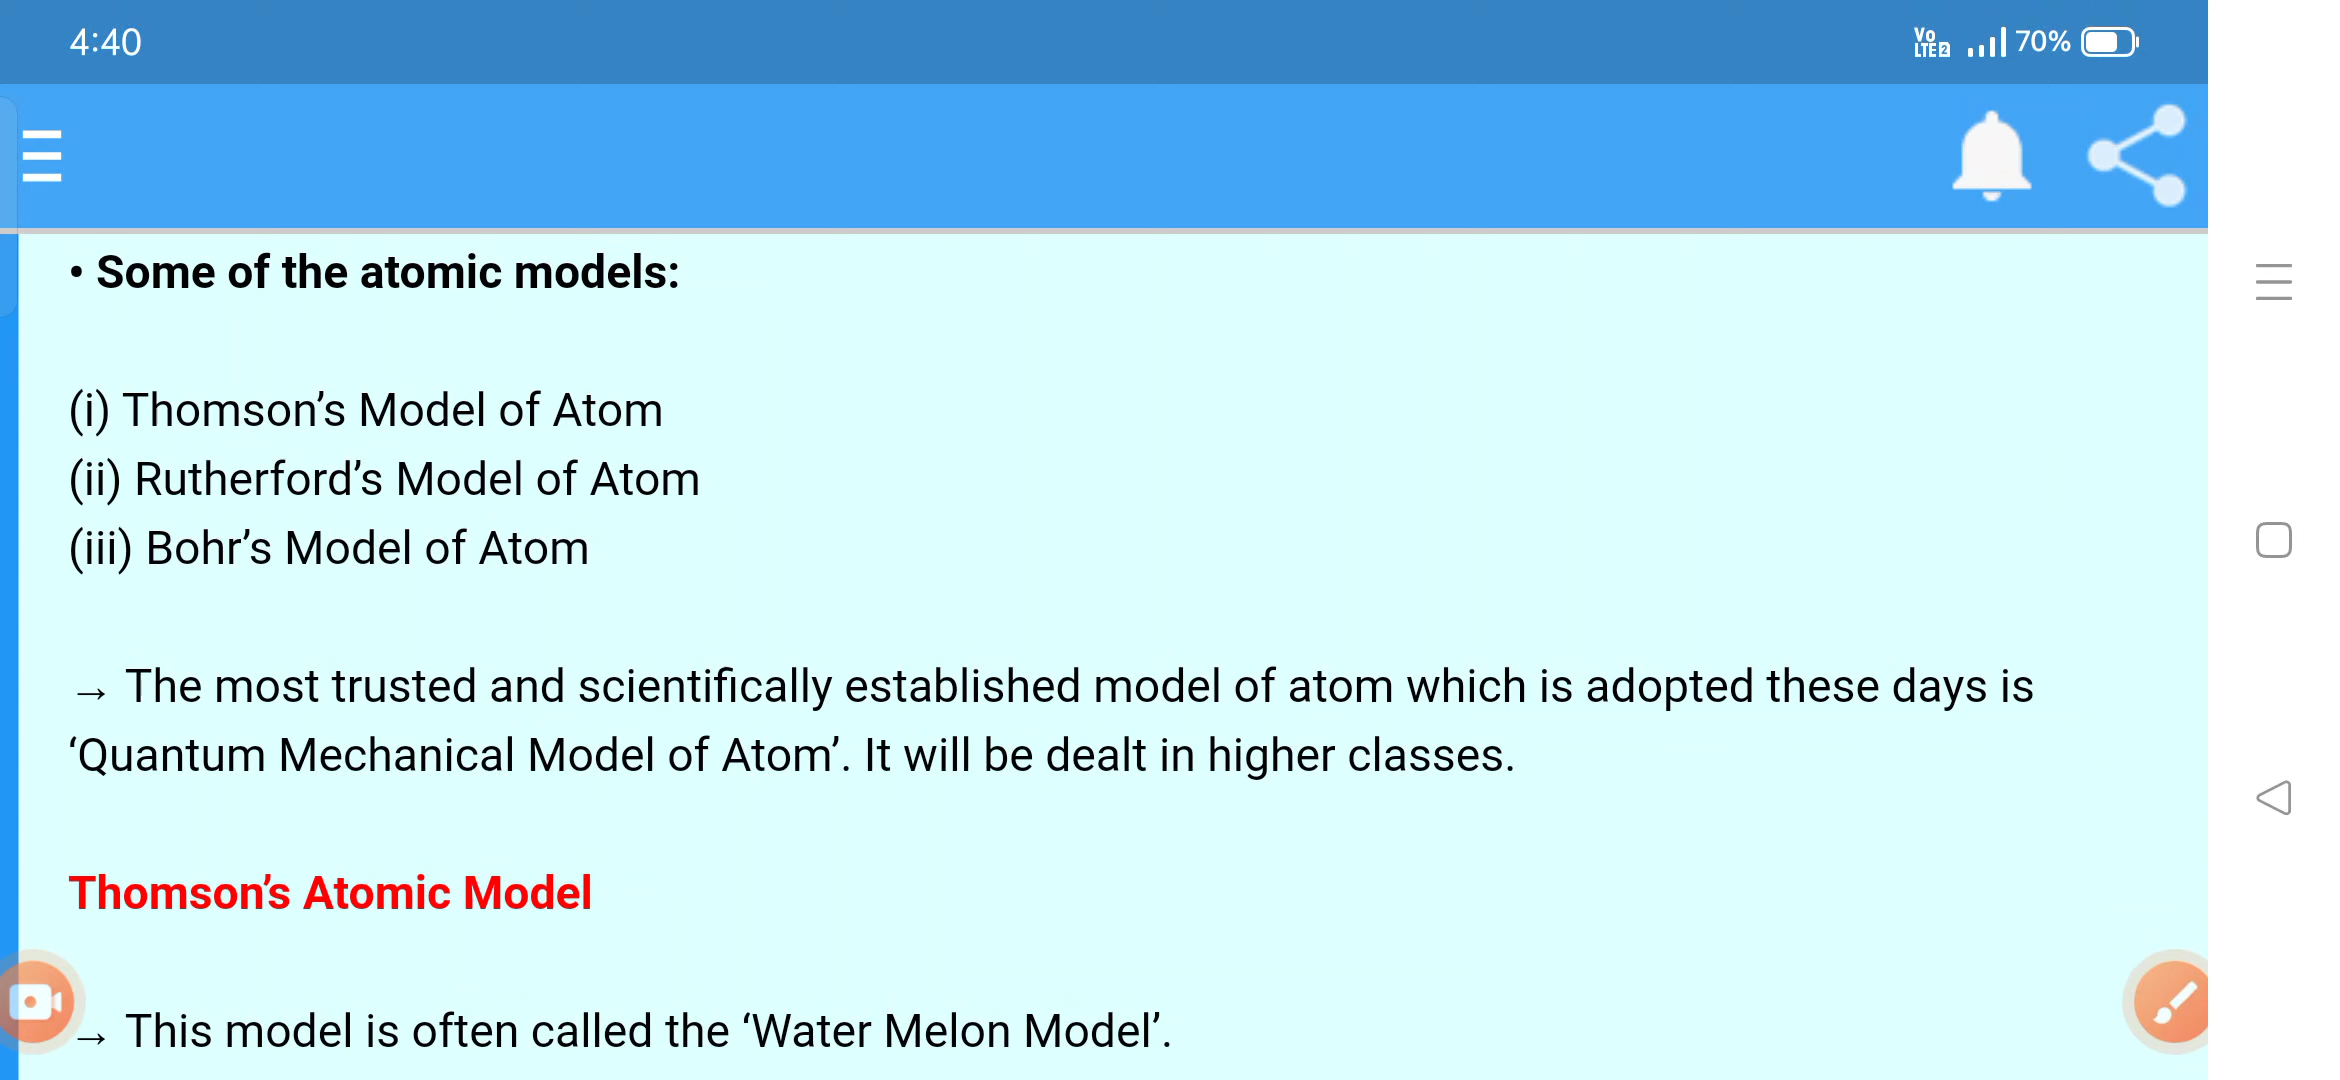 4:40
Vo LTE 2 70%
• Some of the atomic models:
(i) Thomson’s Model of Atom
(ii) Rutherford’s Model of Atom
(iii) Bohr’s Model of Atom
→ The most trusted and scientifically established model of atom which is adopted these days is
‘Quantum Mechanical Model of Atom’. It will be dealt in higher classes.
Thomson’s Atomic Model
→ This model is often called the ‘Water Melon Model’.